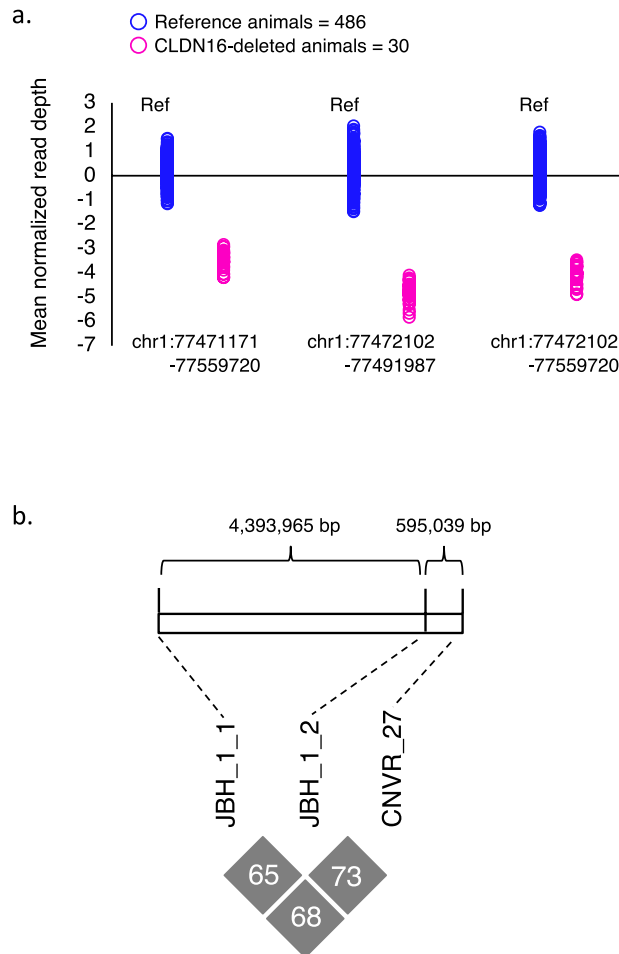 a.
Reference animals = 486
CLDN16-deleted animals = 30
Mean normalized read depth
3
2
1
0
-1
-2
-3
-4
-5
-6
-7
Ref
Ref
Ref
chr1:77471171
-77559720
chr1:77472102
-77491987
chr1:77472102
-77559720
b.
4,393,965 bp
595,039 bp
JBH_1_1
JBH_1_2
CNVR_27
65
73
68